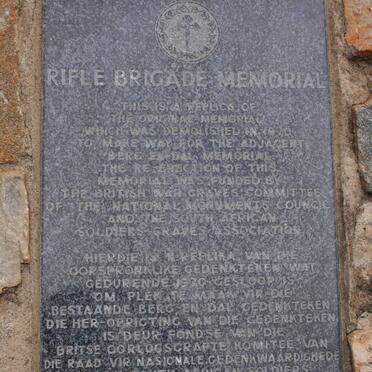 RIFLE BRIGADE MEMORIAL
THIS IS A REPLICA OF
THE ORIGINAL MEMORIAL
WHICH WAS DEMOLISHED IN 1970
TO MAKE WAY FOR THE ADJACENT
BERG-EN-DAL MEMORIAL
THE RE-ERECTION OF THIS
MEMORIAL WAS FUNDED BY
THE BRITISH WAR GRAVES COMMITTEE
OF THE NATIONAL MONUMENTS COUNCIL
AND THE SOUTH AFRICAN
SOLDIERS GRAVES ASSOCIATION
HIERDIE IS 'N REPLIKA VAN DIE
OORSPRONKLIKE GEDENKTEKEN WAT
GEDURENDE 1970 GESLOOP IS
OM PLEK TE MAAK VIR DIE
BESTAANDE BERG-EN-DAL GEDENKTEKEN
DIE HER-OPRIGTING VAN DIE GEDENKTEKEN
IS DEUR FONDSE VAN DIE
BRITSE OORLOGSGRAFTE KOMITEE VAN
DIE RAAD VIR NASIONALE GEDENKWAARDIGHEDE
SOLDIERS